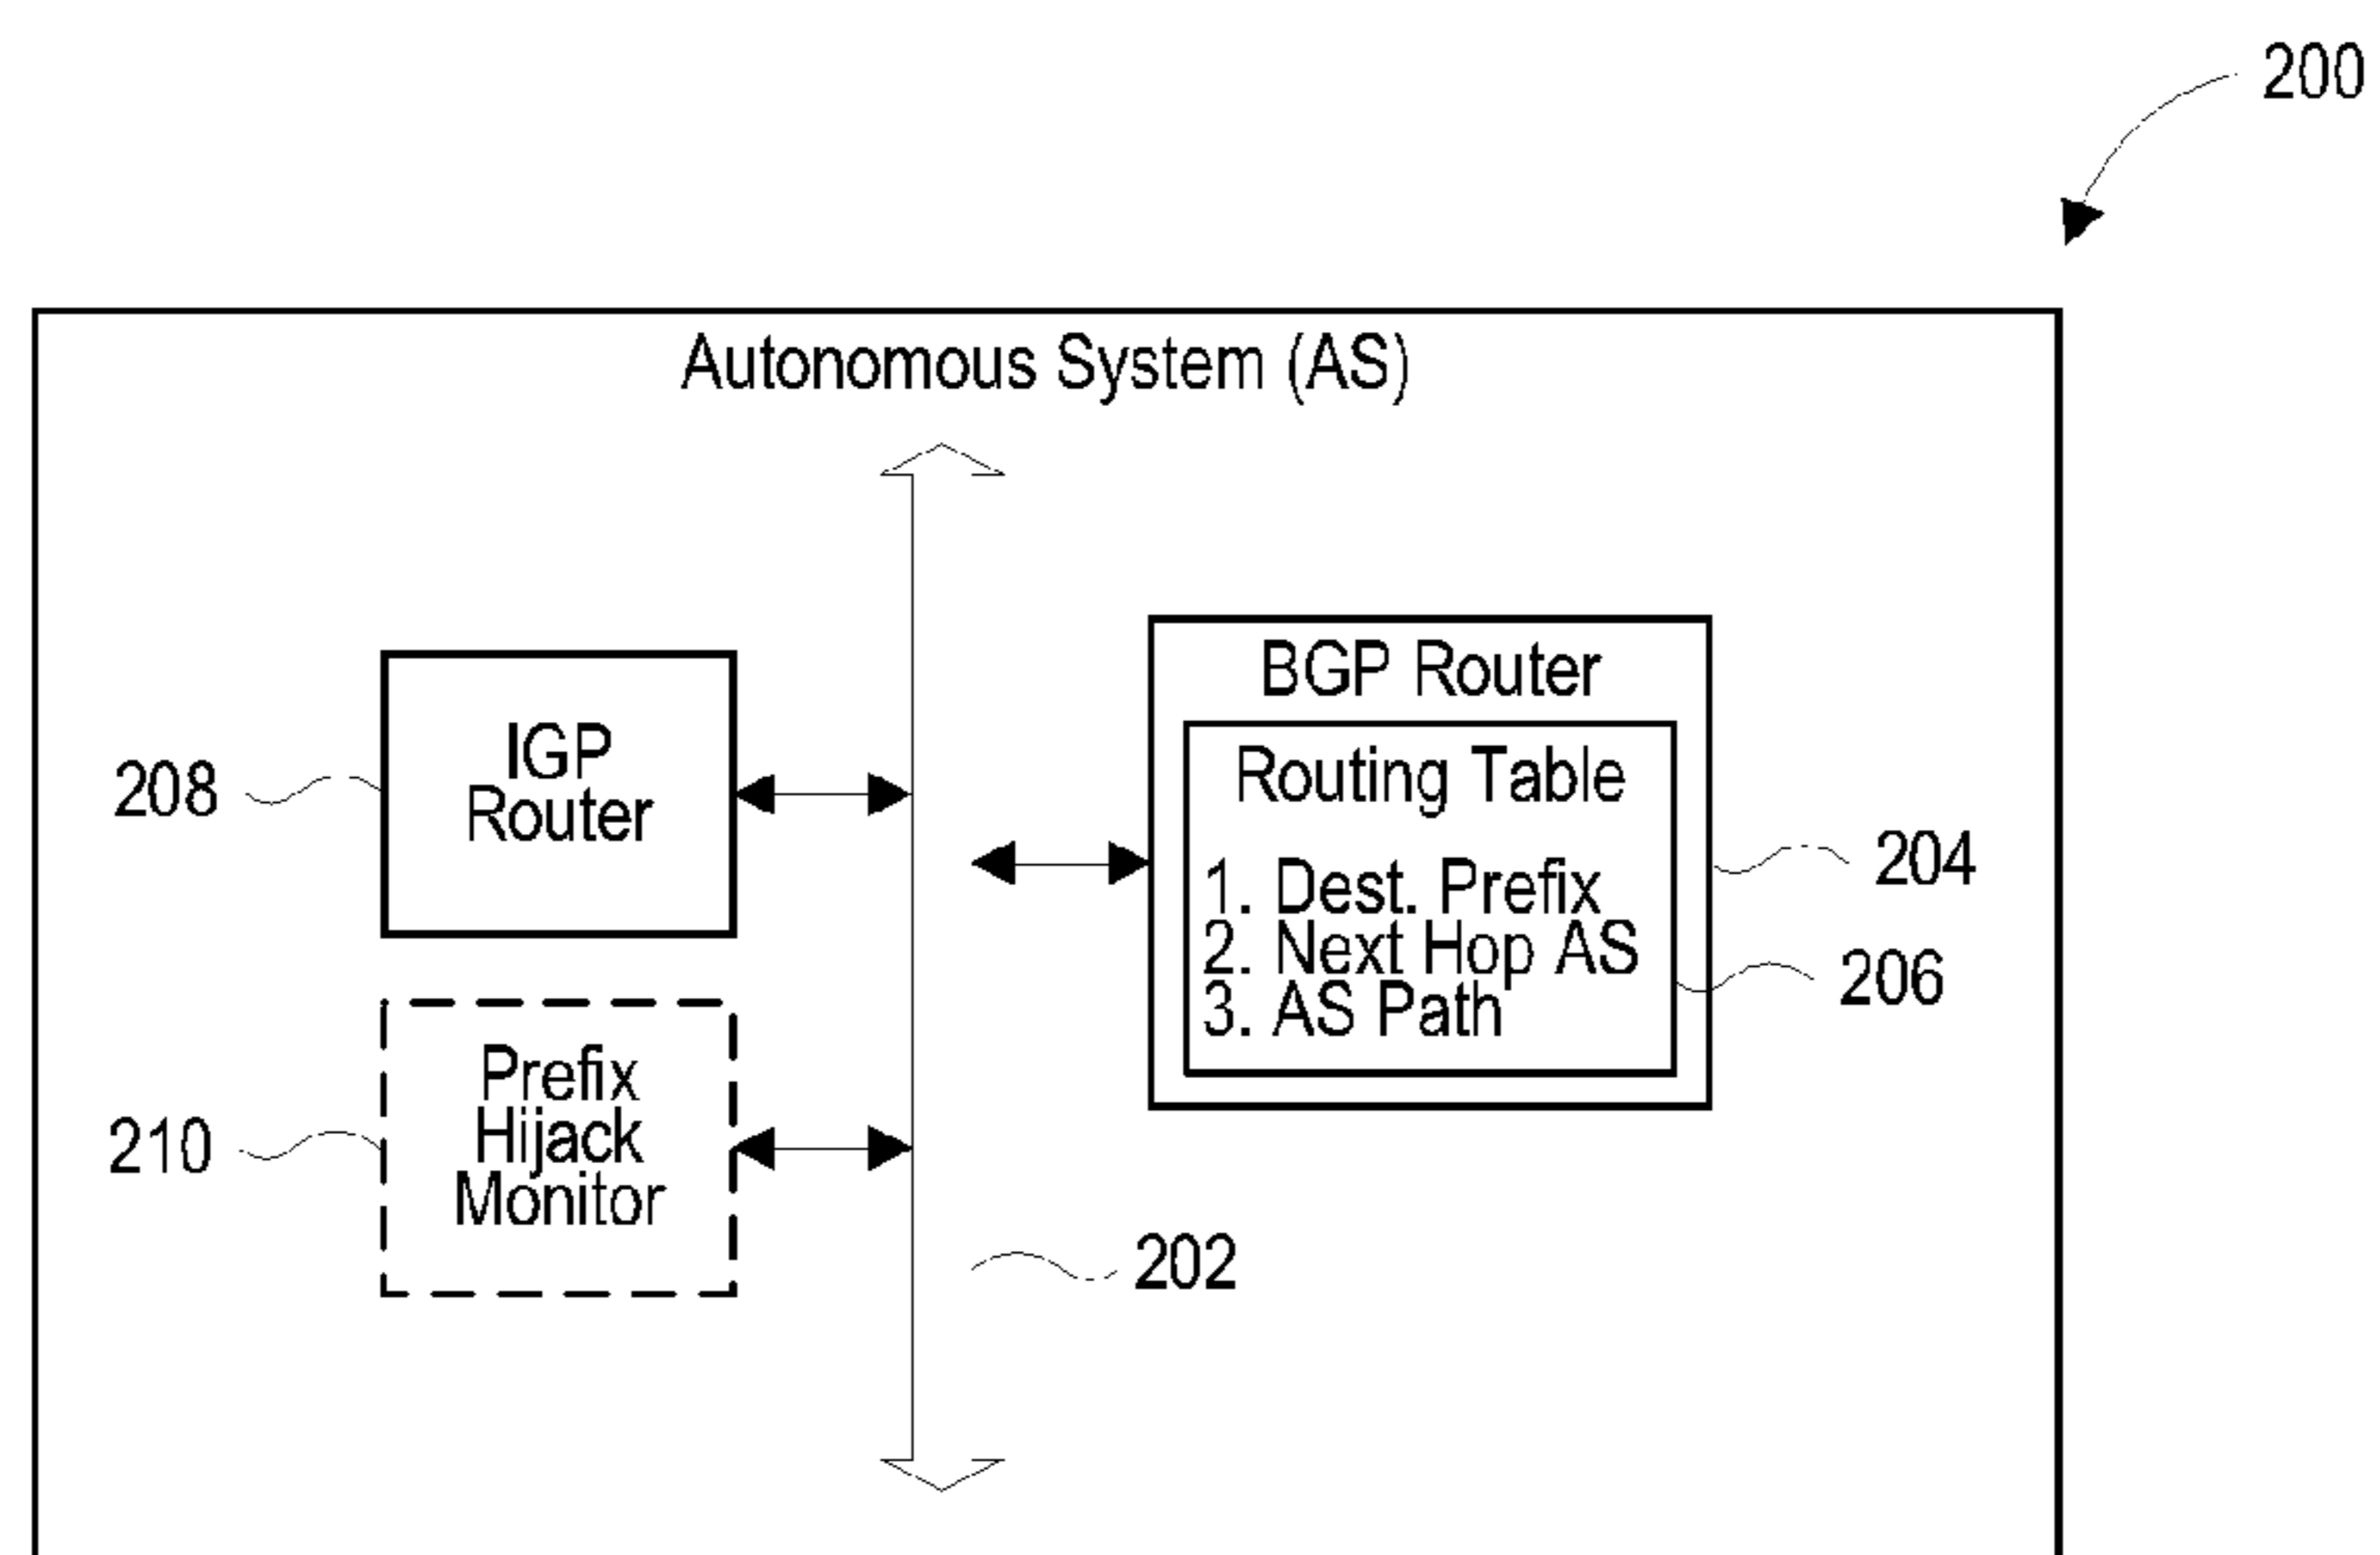 200
Autonomous System (AS)
BGP Router
IGP
Router
Routing Table
208
204
1. Dest. Prefix
2. Next Hop AS
3. AS Path
206
Prefix
Hijack
Monitor
210
202